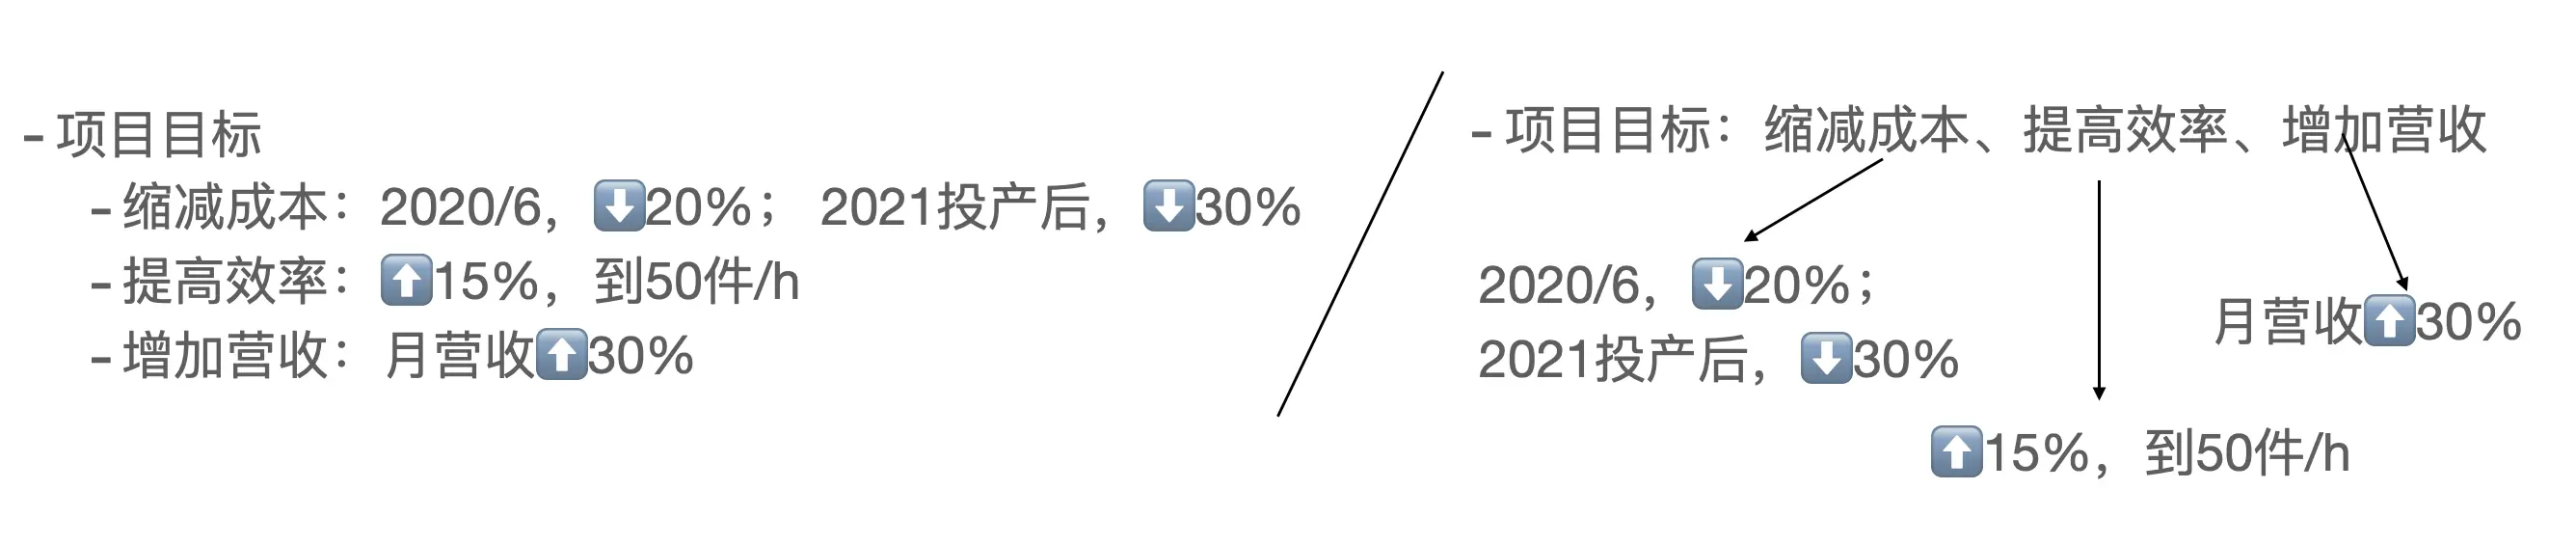 - 项目目标
- 缩减成本：2020/6，⬇️20%； 2021投产后，⬇️30%
- 提高效率：⬆️15%，到50件/h
- 增加营收： 月营收⬆️30%
- 项目目标：缩减成本、提高效率、增加营收
2020/6，⬇️20%；
2021投产后，⬇️30%
月营收⬆️30%
⬆️15%，到50件/h